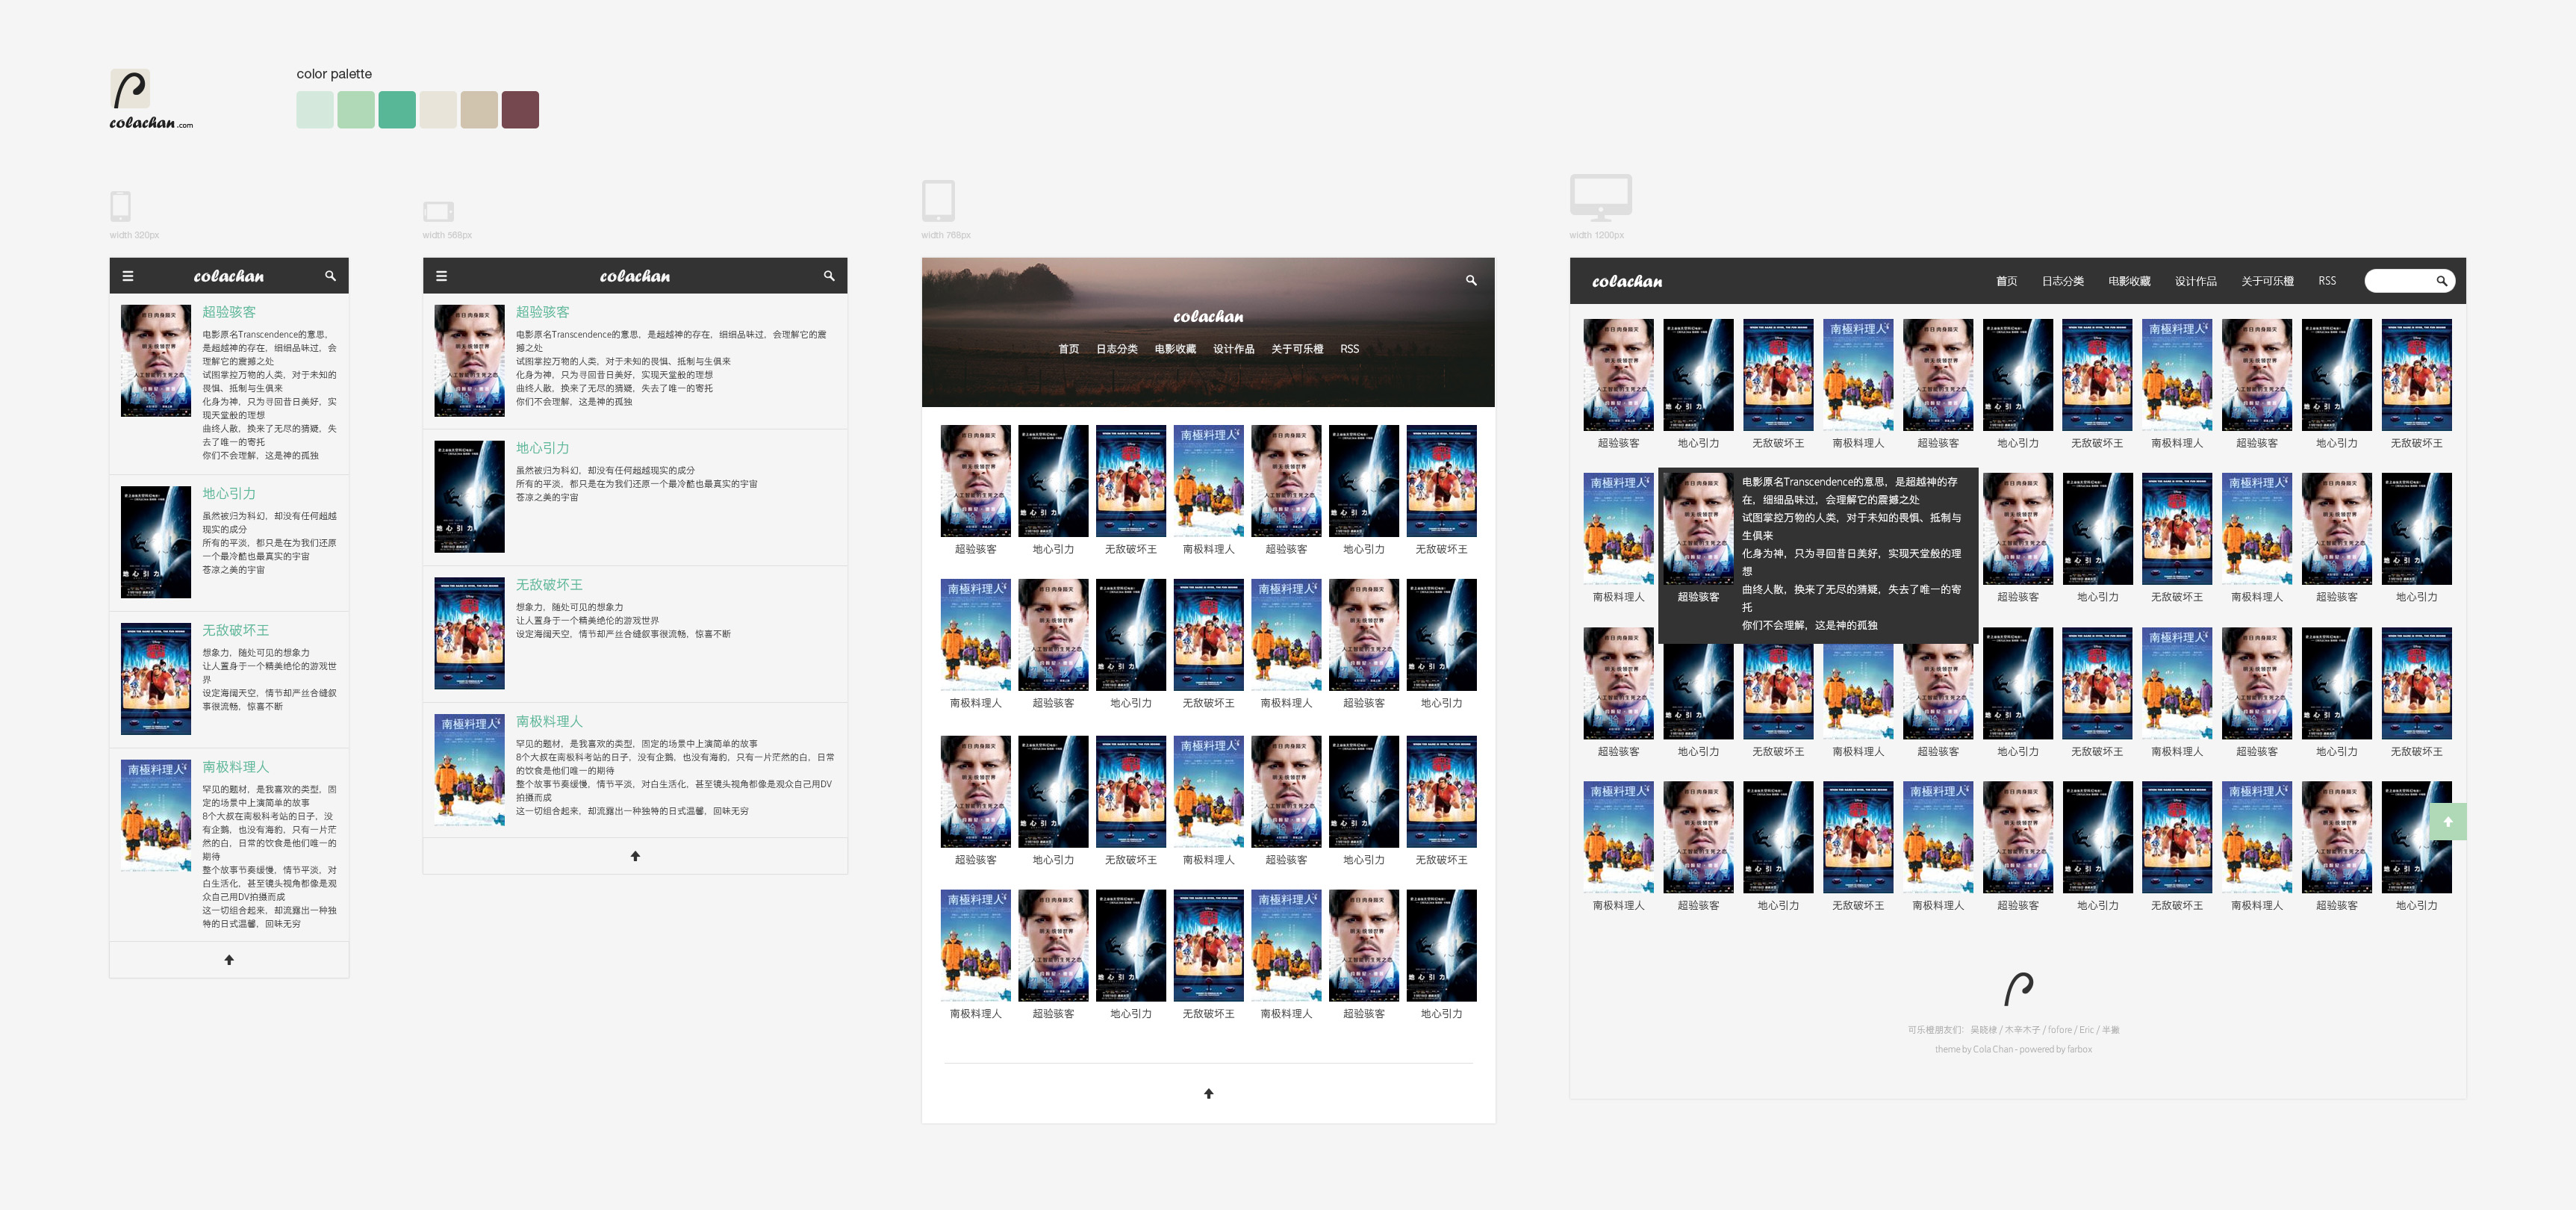 color palette
colachan.com
width 320px
colachan
超验骇客
电影原名Transcendence的意思,
是超越神的存在, 细细品味过, 会
理解它的震撼之处
试图掌控万物的人类, 对于未知的
畏惧、抵制与生俱来
化身为神, 只为寻回昔日美好, 实
现天堂般的理想
曲终人散, 换来了无尽的猜疑, 失
去了唯一的寄托
你们不会理解, 这是神的孤独
地心引力
虽然被归为科幻, 却没有任何超越
现实的成分
所有的平淡, 都只是在为我们还原
一个最冷酷也最真实的宇宙
苍凉之美的宇宙
无敌破坏王
想象力, 随处可见的想象力
让人置身于一个精美绝伦的游戏世
界
设定海阔天空, 情节却严丝合缝叙
事很流畅, 惊喜不断
南極料理人
南极料理人
罕见的题材, 是我喜欢的类型, 固
定的场景中上演简单的故事
8个大叔在南极科考站的日子, 没
有企鹅, 也没有海豹, 只有一片茫
然的白, 日常的饮食是他们唯一的
期待
整个故事节奏缓慢, 情节平淡, 对
白生活化, 甚至镜头视角都像是观
众自己用DV拍摄而成
这一切组合起来, 却流露出一种独
特的日式温馨, 回味无穷
width 568px
colachan
超验骇客
电影原名Transcendence的意思, 是超越神的存在, 细细品味过, 会理解它的震
撼之处
试图掌控万物的人类, 对于未知的畏惧、抵制与生俱来
化身为神, 只为寻回昔日美好, 实现天堂般的理想
曲终人散, 换来了无尽的猜疑, 失去了唯一的寄托
你们不会理解, 这是神的孤独
地心引力
虽然被归为科幻, 却没有任何超越现实的成分
所有的平淡, 都只是在为我们还原一个最冷酷也最真实的宇宙
苍凉之美的宇宙
无敌破坏王
想象力, 随处可见的想象力
让人置身于一个精美绝伦的游戏世界
设定海阔天空, 情节却严丝合缝叙事很流畅, 惊喜不断
南極料理人
南极料理人
罕见的题材, 是我喜欢的类型, 固定的场景中上演简单的故事
8个大叔在南极科考站的日子, 没有企鹅, 也没有海豹, 只有一片茫然的白, 日常
的饮食是他们唯一的期待
整个故事节奏缓慢, 情节平淡, 对白生活化, 甚至镜头视角都像是观众自己用DV
拍摄而成
这一切组合起来, 却流露出一种独特的日式温馨, 回味无穷
width 768px
colachan
首页 日志分类 电影收藏 设计作品 关于可乐橙 RSS
超验骇客 地心引力 无敌破坏王 南极料理人 超验骇客 地心引力 无敌破坏王
南极料理人 超验骇客 地心引力 无敌破坏王 南极料理人 超验骇客 地心引力
超验骇客 地心引力 无敌破坏王 南极料理人 超验骇客 地心引力 无敌破坏王
南极料理人 超验骇客 地心引力 无敌破坏王 南极料理人 超验骇客 地心引力
width 1200px
colachan 首页 日志分类 电影收藏 设计作品 关于可乐橙 RSS
超验骇客 地心引力 无敌破坏王 南极料理人 超验骇客 地心引力 无敌破坏王 南极料理人 超验骇客 地心引力 无敌破坏王
电影原名Transcendence的意思, 是超越神的存
在, 细细品味过, 会理解它的震撼之处
试图掌控万物的人类, 对于未知的畏惧、抵制与
生俱来
化身为神, 只为寻回昔日美好, 实现天堂般的理
想
曲终人散, 换来了无尽的猜疑, 失去了唯一的寄
托
你们不会理解, 这是神的孤独
南极料理人 超验骇客 超验骇客 地心引力 无敌破坏王 南极料理人 超验骇客 地心引力
超验骇客 地心引力 无敌破坏王 南极料理人 超验骇客 地心引力 无敌破坏王 南极料理人 超验骇客 地心引力 无敌破坏王
南极料理人 超验骇客 地心引力 无敌破坏王 南极料理人 超验骇客 地心引力 无敌破坏王 南极料理人 超验骇客 地心引力
可乐橙朋友们: 吴晓棣 / 木辛木子 / fofore / Eric / 半撇
theme by Cola Chan - powered by farbox